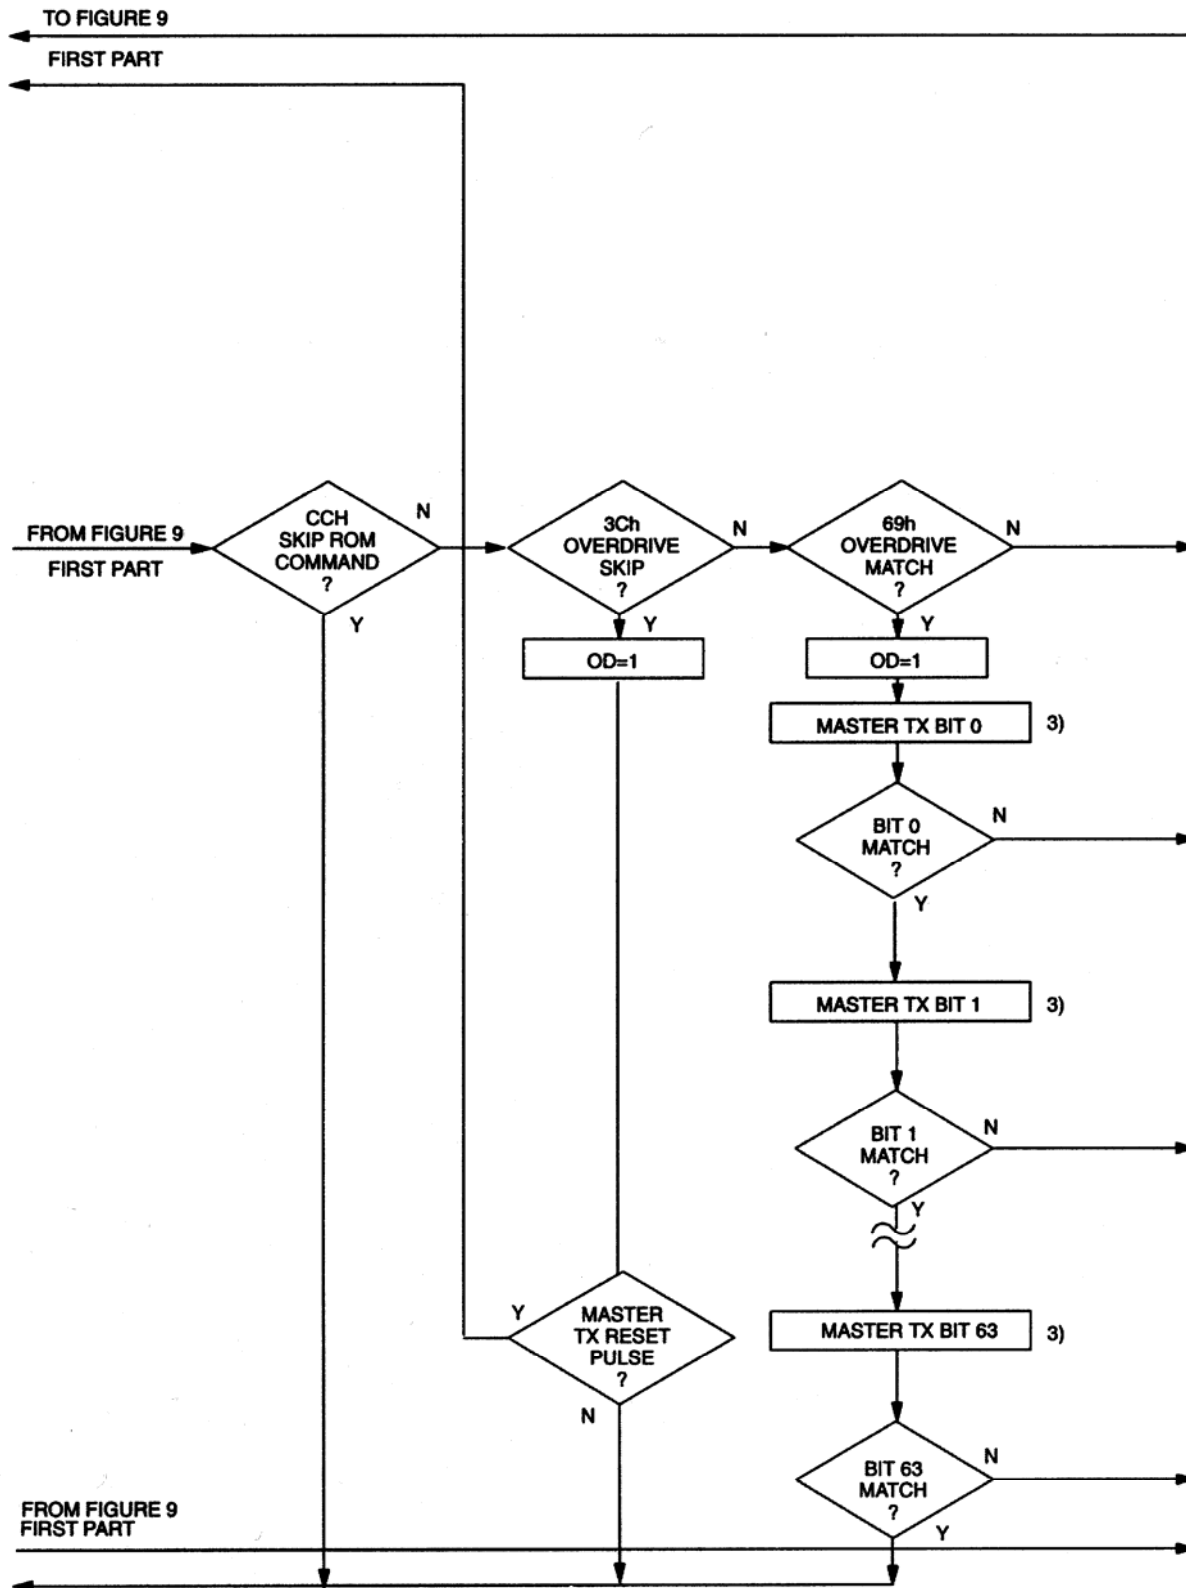 TO FIGURE 9
FIRST PART
FROM FIGURE 9
FIRST PART
CCH
SKIP ROM
COMMAND
?
N
Y
3Ch
OVERDRIVE
SKIP
?
N
Y
OD=1
69h
OVERDRIVE
MATCH
?
N
Y
OD=1
MASTER TX BIT 0
3)
BIT 0
MATCH
?
N
Y
MASTER TX BIT 1
3)
BIT 1
MATCH
?
N
Y
MASTER
TX RESET
PULSE
?
Y
N
MASTER TX BIT 63
3)
BIT 63
MATCH
?
N
Y
FROM FIGURE 9
FIRST PART